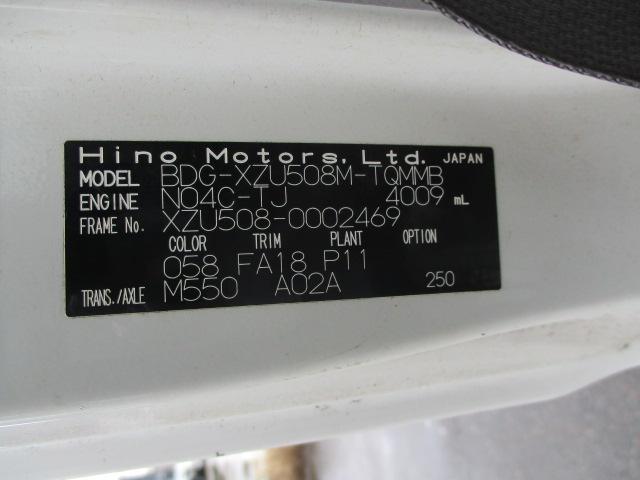 Hino Motors, Ltd. JAPAN
MODEL BDG-XZU508M-TQMMB
ENGINE N04C-TJ 4009 mL
FRAME No. XZU508-0002469
COLOR TRIM PLANT OPTION
058 FA18 P11
TRANS./AXLE M550 A02A 250